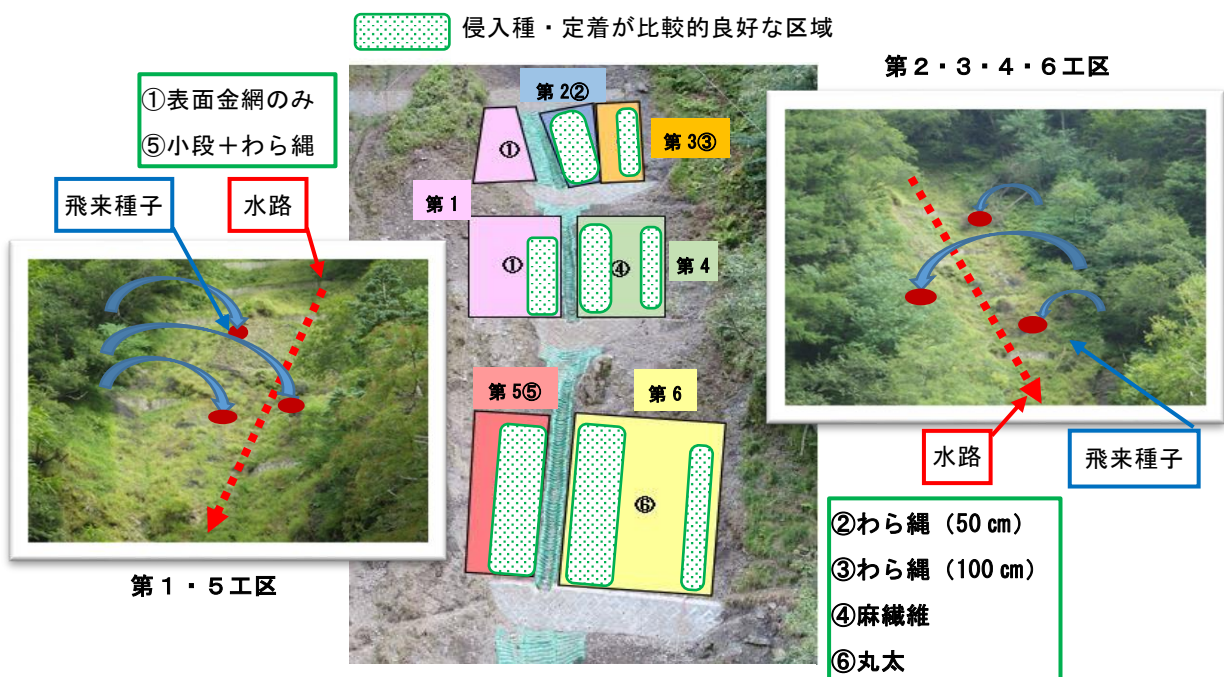 侵入種・定着が比較的良好な区域
第2・3・4・6工区
①表面金網のみ
⑤小段＋わら縄
飛来種子
水路
第1・5工区
第2②
第3③
①
第1
①
④
第4
第5⑤
第6
⑥
水路
飛来種子
②わら縄（50㎝）
③わら縄（100㎝）
④麻繊維
⑥丸太